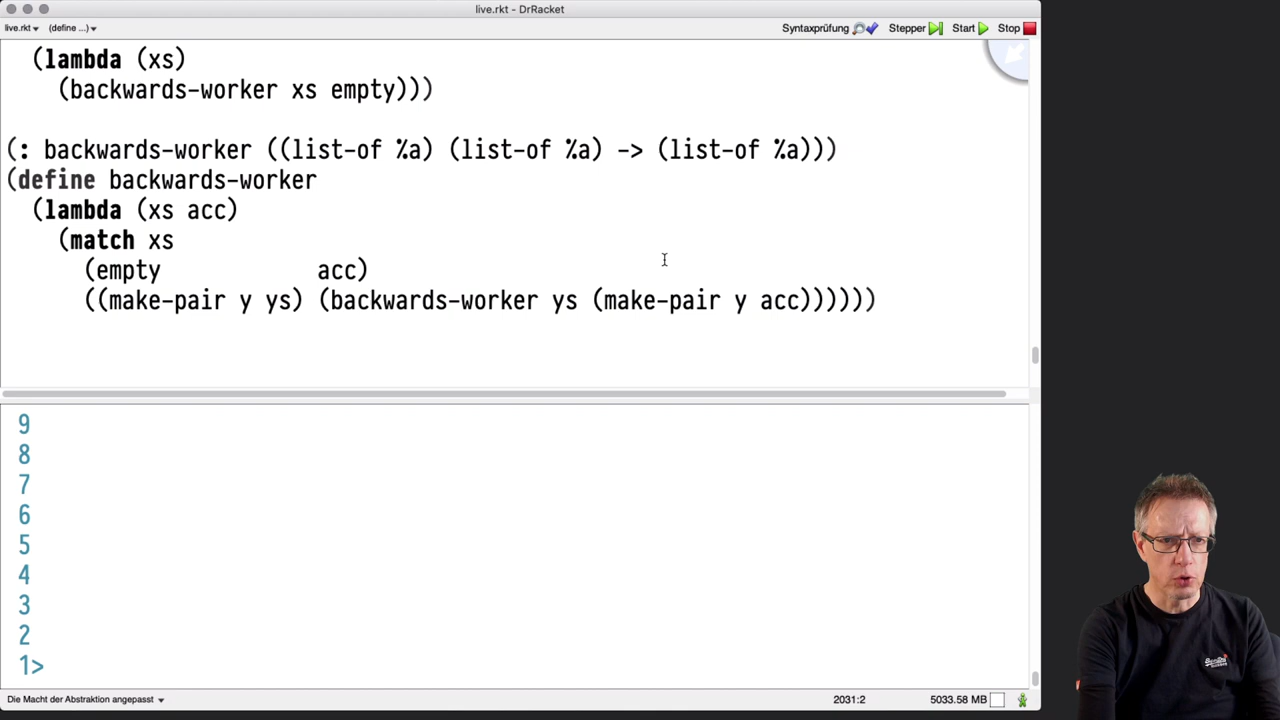 live.rkt - DrRacket
live.rkt (define ...) Syntaxprüfung Stepper Start Stop
(lambda (xs)
(backwards-worker xs empty)))
(: backwards-worker ((list-of %a) (list-of %a) -> (list-of %a)))
(define backwards-worker
(lambda (xs acc)
(match xs
(empty acc)
((make-pair y ys) (backwards-worker ys (make-pair y acc))))))
9
8
7
6
5
4
3
2
1>
Die Macht der Abstraktion angepasst 2031:2 5033.58 MB